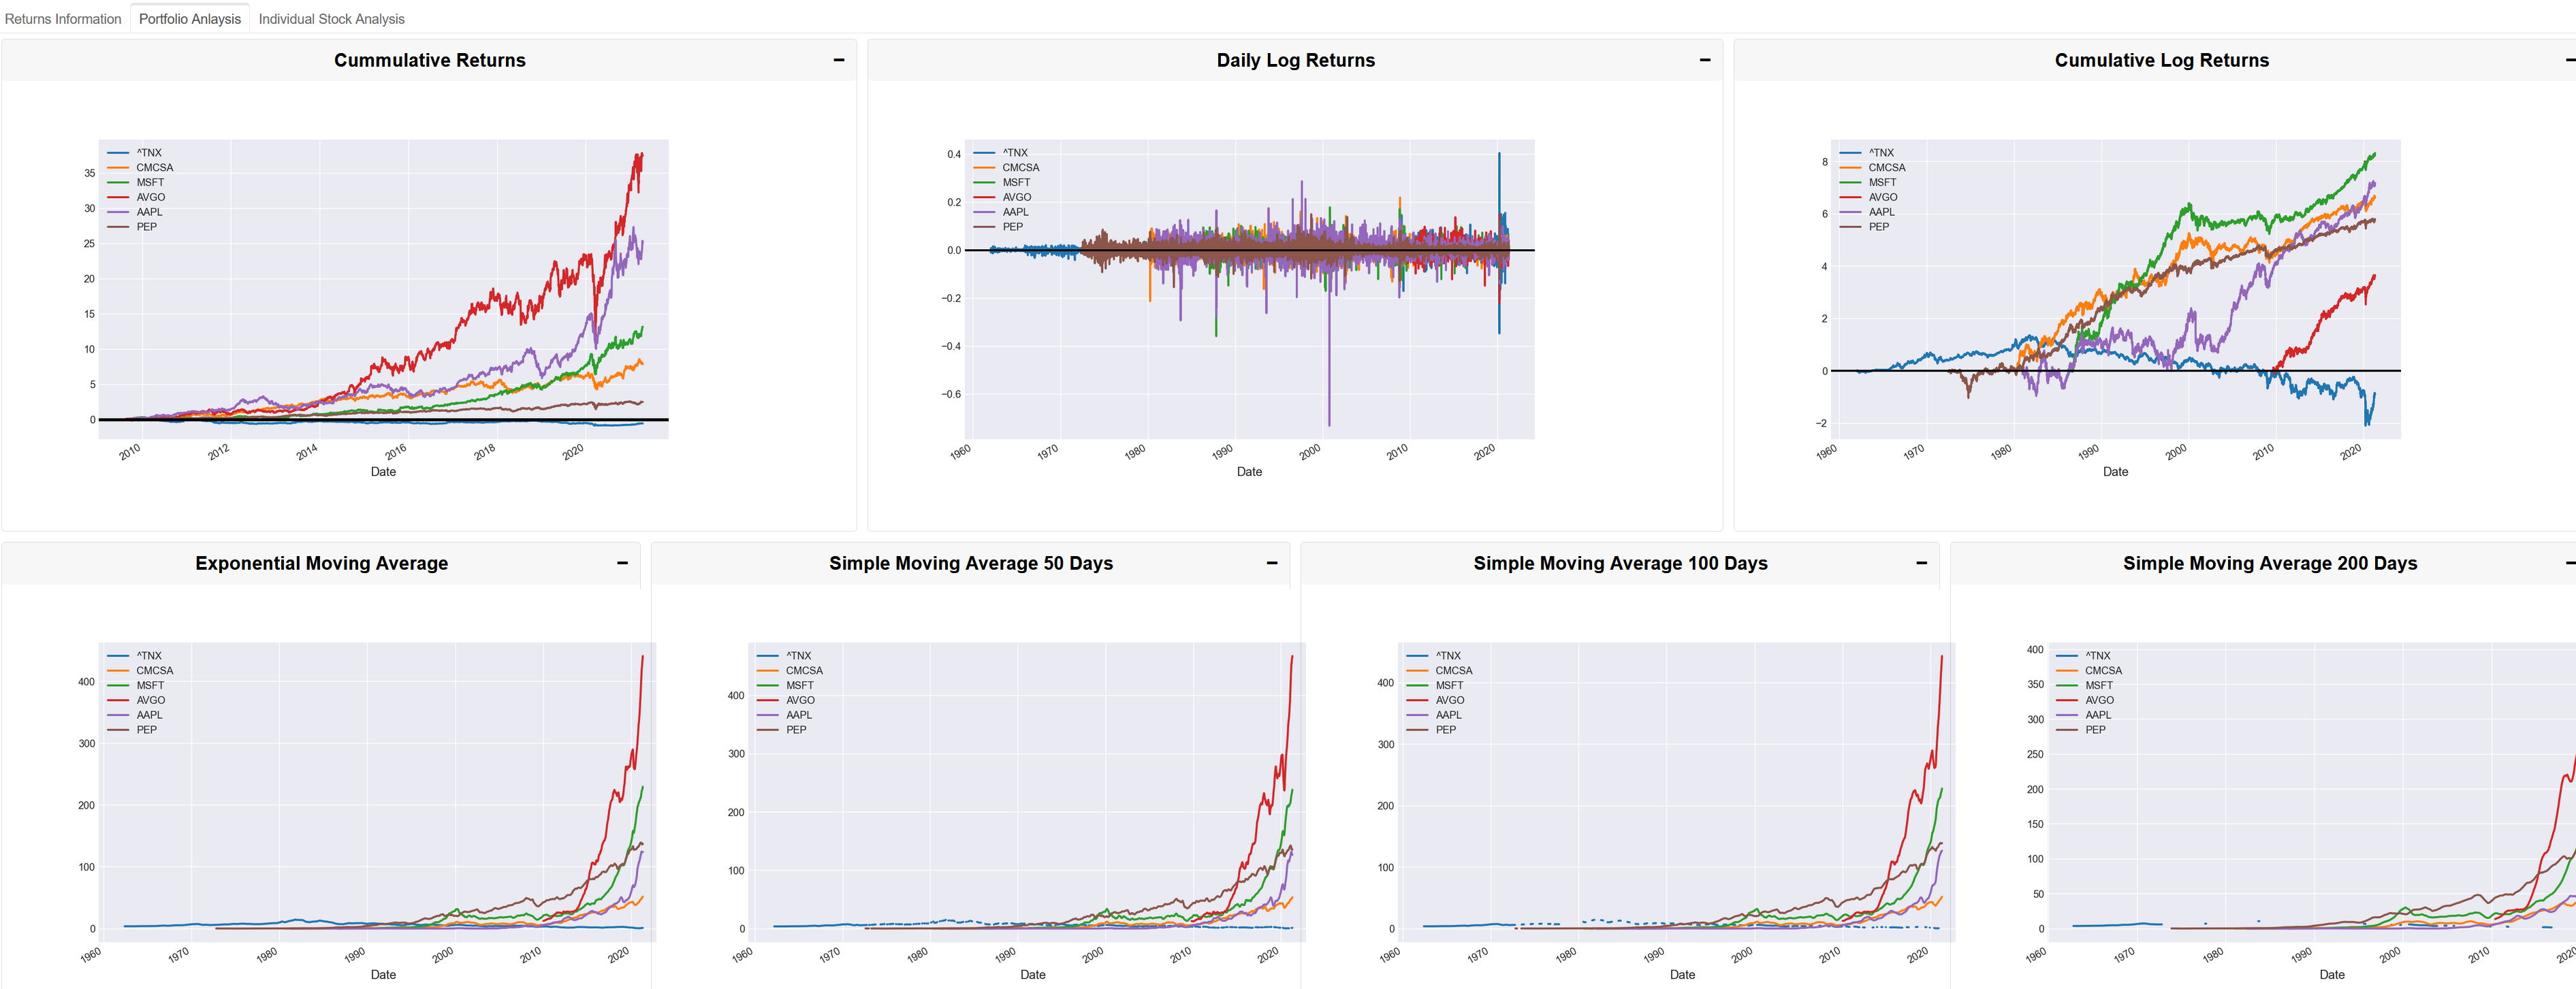 Returns Information Portfolio Anlaysis Individual Stock Analysis
Cummulative Returns −
^TNX
CMCSA
MSFT
AVGO
AAPL
PEP
35
30
25
20
15
10
5
0
2010 2012 2014 2016 2018 2020
Date
Daily Log Returns −
^TNX
CMCSA
MSFT
AVGO
AAPL
PEP
0.4
0.2
0.0
−0.2
−0.4
−0.6
1960 1970 1980 1990 2000 2010 2020
Date
Cumulative Log Returns −
^TNX
CMCSA
MSFT
AVGO
AAPL
PEP
8
6
4
2
0
−2
1960 1970 1980 1990 2000 2010 2020
Date
Exponential Moving Average −
^TNX
CMCSA
MSFT
AVGO
AAPL
PEP
400
300
200
100
0
1960 1970 1980 1990 2000 2010 2020
Date
Simple Moving Average 50 Days −
^TNX
CMCSA
MSFT
AVGO
AAPL
PEP
400
300
200
100
0
1960 1970 1980 1990 2000 2010 2020
Date
Simple Moving Average 100 Days −
^TNX
CMCSA
MSFT
AVGO
AAPL
PEP
400
300
200
100
0
1960 1970 1980 1990 2000 2010 2020
Date
Simple Moving Average 200 Days −
^TNX
CMCSA
MSFT
AVGO
AAPL
PEP
400
350
300
250
200
150
100
50
0
1960 1970 1980 1990 2000 2010 2020
Date